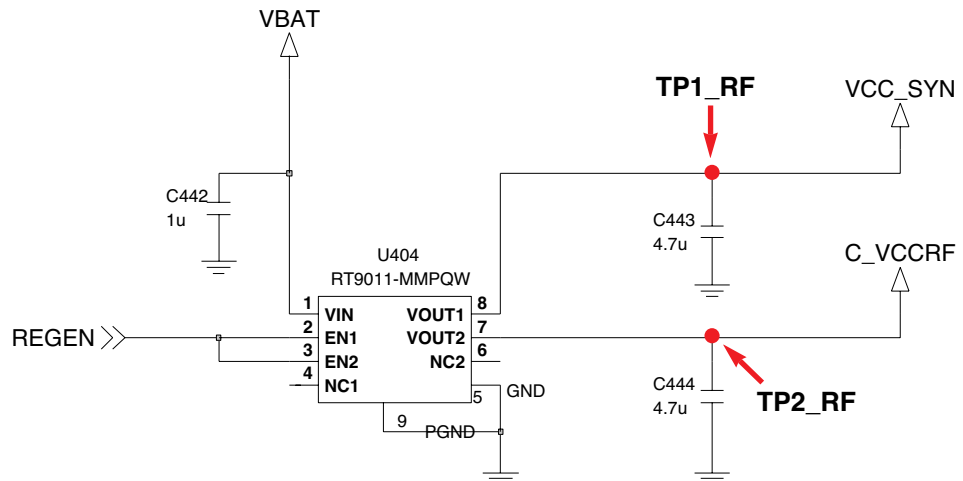 VBAT
TP1_RF
VCC_SYN
C442
1u
C443
4.7u
U404
RT9011-MMPQW
C_VCCRF
1 VIN VOUT1 8
REGEN 2 EN1 VOUT2 7
3 EN2 NC2 6
4 NC1 5 GND
9 PGND
C444
4.7u
TP2_RF